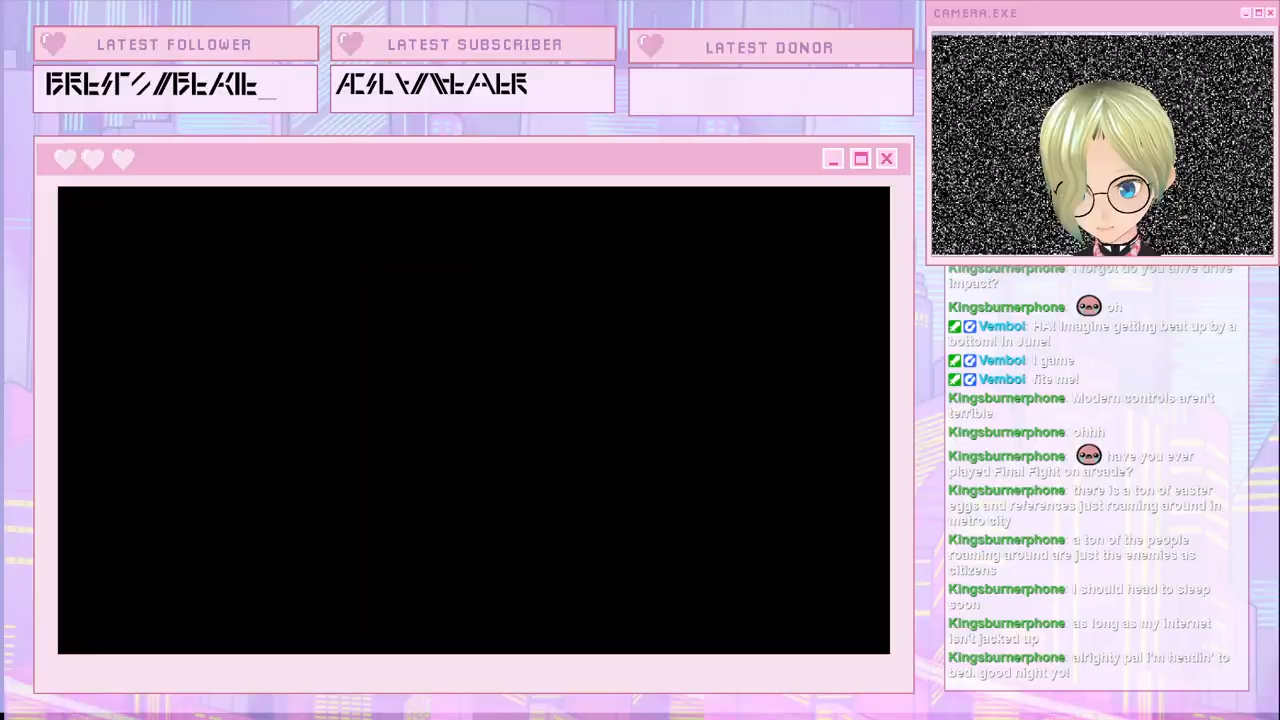 CAMERA.EXE
LATEST FOLLOWER
LATEST SUBSCRIBER
LATEST DONOR
Kingsburnerphone: I forgot do you drive
impact?
Kingsburnerphone: oh
Vemboi: HA! Imagine getting beat up by a
bottom! In June!
Vemboi: I game
Vemboi: fite me!
Kingsburnerphone: Modern controls aren't
terrible
Kingsburnerphone: ohhh
Kingsburnerphone: have you ever
played Final Fight on arcade?
Kingsburnerphone: there is a ton of easter
eggs and references just roaming around in
metro city
Kingsburnerphone: a ton of the people
roaming around are just the enemies as
citizens
Kingsburnerphone: I should head to sleep
soon
Kingsburnerphone: as long as my internet
isn't jacked up
Kingsburnerphone: alrighty pal I'm headin' to
bed. good night yo!